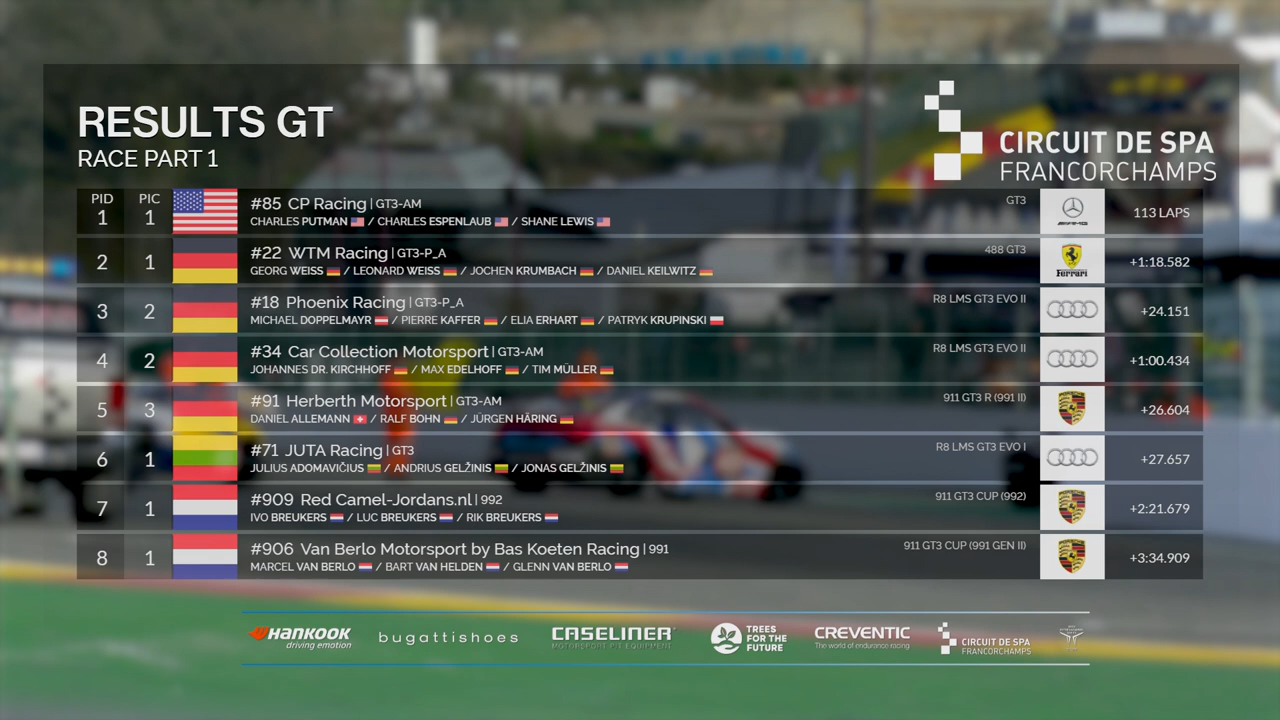 RESULTS GT
RACE PART 1
CIRCUIT DE SPA
FRANCORCHAMPS
PID PIC
1 1 #85 CP Racing | GT3-AM GT3 113 LAPS
CHARLES PUTMAN / CHARLES ESPENLAUB / SHANE LEWIS
AMG
2 1 #22 WTM Racing | GT3-P_A 488 GT3 +1:18.582
GEORG WEISS / LEONARD WEISS / JOCHEN KRUMBACH / DANIEL KEILWITZ
Ferrari
3 2 #18 Phoenix Racing | GT3-P_A R8 LMS GT3 EVO II +24.151
MICHAEL DOPPELMAYR / PIERRE KAFFER / ELIA ERHART / PATRYK KRUPINSKI
4 2 #34 Car Collection Motorsport | GT3-AM R8 LMS GT3 EVO II +1:00.434
JOHANNES DR. KIRCHHOFF / MAX EDELHOFF / TIM MÜLLER
5 3 #91 Herberth Motorsport | GT3-AM 911 GT3 R (991 II) +26.604
DANIEL ALLEMANN / RALF BOHN / JÜRGEN HÄRING
6 1 #71 JUTA Racing | GT3 R8 LMS GT3 EVO I +27.657
JULIUS ADOMAVIČIUS / ANDRIUS GELŽINIS / JONAS GELŽINIS
7 1 #909 Red Camel-Jordans.nl | 992 911 GT3 CUP (992) +2:21.679
IVO BREUKERS / LUC BREUKERS / RIK BREUKERS
8 1 #906 Van Berlo Motorsport by Bas Koeten Racing | 991 911 GT3 CUP (991 GEN II) +3:34.909
MARCEL VAN BERLO / BART VAN HELDEN / GLENN VAN BERLO
HANKOOK
driving emotion
bugattishoes
CASELINER
MOTORSPORT PIT EQUIPMENT
TREES
FOR THE
FUTURE
CREVENTIC
The world of endurance racing
CIRCUIT DE SPA
FRANCORCHAMPS